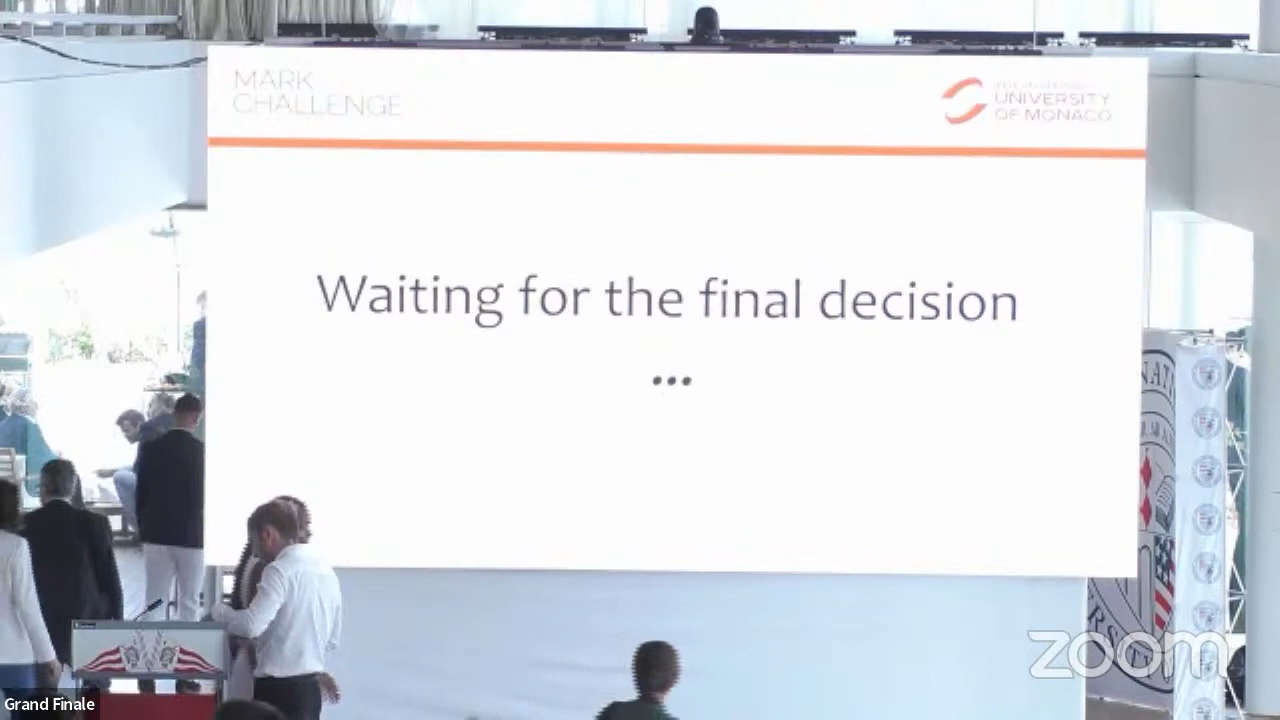 MARK
CHALLENGE
UNIVERSITY
OF MONACO
Waiting for the final decision
...
zoom
Grand Finale